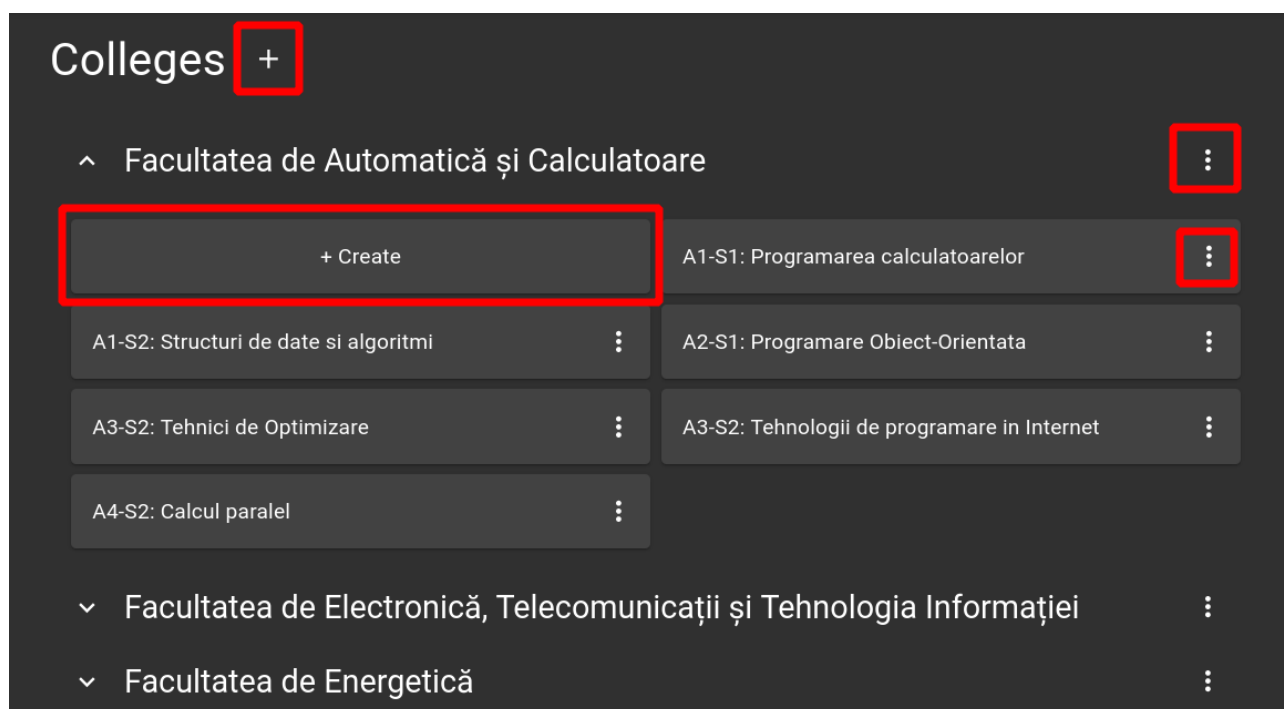 Colleges +
Facultatea de Automatică și Calculatoare
+ Create
A1-S1: Programarea calculatoarelor
A1-S2: Structuri de date si algoritmi
A2-S1: Programare Obiect-Orientata
A3-S2: Tehnici de Optimizare
A3-S2: Tehnologii de programare in Internet
A4-S2: Calcul paralel
Facultatea de Electronică, Telecomunicații și Tehnologia Informației
Facultatea de Energetică